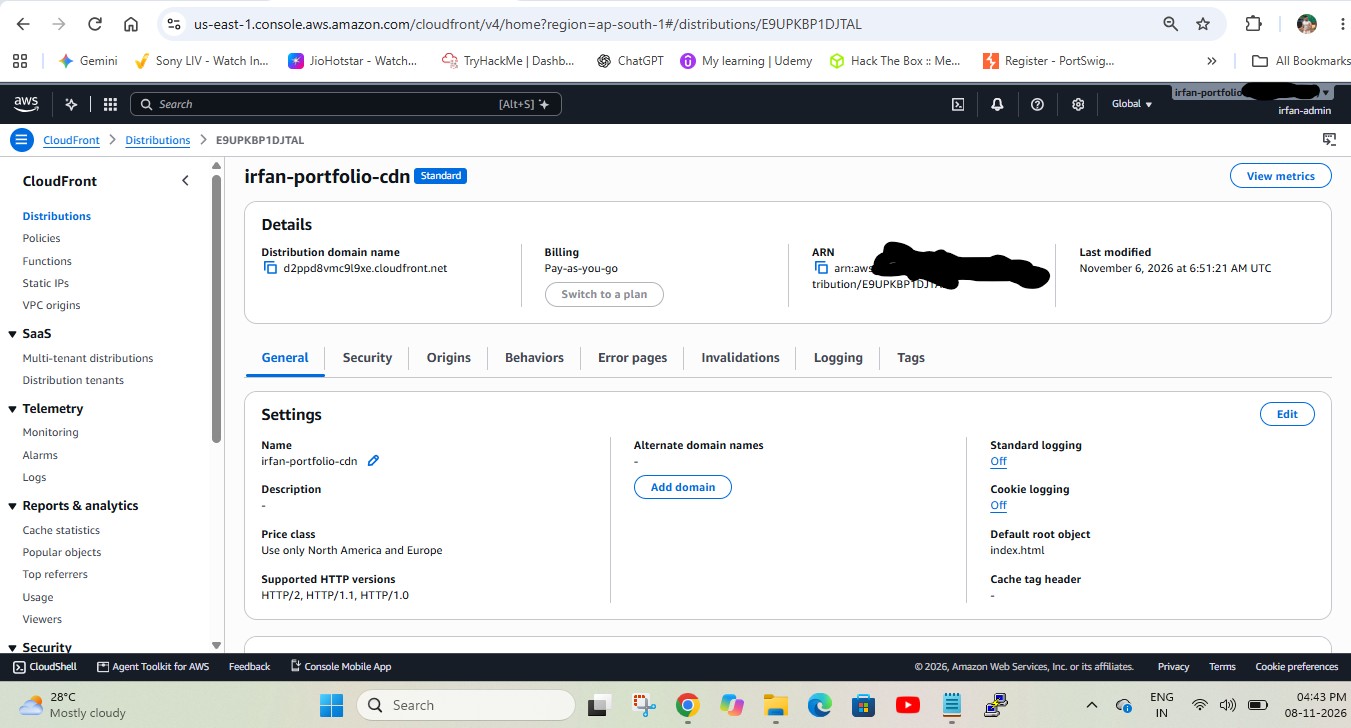 us-east-1.console.aws.amazon.com/cloudfront/v4/home?region=ap-south-1#/distributions/E9UPKBP1DJTAL
Gemini
Sony LIV - Watch In...
JioHotstar - Watch...
TryHackMe | Dashb...
ChatGPT
My learning | Udemy
Hack The Box :: Me...
Register - PortSwig...
»
All Bookmarks
aws
Search
[Alt+S]
Global
irfan-portfolio
irfan-admin
CloudFront
Distributions
E9UPKBP1DJTAL
CloudFront
Distributions
Policies
Functions
Static IPs
VPC origins
SaaS
Multi-tenant distributions
Distribution tenants
Telemetry
Monitoring
Alarms
Logs
Reports & analytics
Cache statistics
Popular objects
Top referrers
Usage
Viewers
Security
irfan-portfolio-cdn
Standard
View metrics
Details
Distribution domain name
d2ppd8vmc9l9xe.cloudfront.net
Billing
Pay-as-you-go
Switch to a plan
ARN
arn:aws
tribution/E9UPKBP1DJTA
Last modified
November 6, 2026 at 6:51:21 AM UTC
General
Security
Origins
Behaviors
Error pages
Invalidations
Logging
Tags
Settings
Edit
Name
irfan-portfolio-cdn
Description
-
Price class
Use only North America and Europe
Supported HTTP versions
HTTP/2, HTTP/1.1, HTTP/1.0
Alternate domain names
-
Add domain
Standard logging
Off
Cookie logging
Off
Default root object
index.html
Cache tag header
-
CloudShell
Agent Toolkit for AWS
Feedback
Console Mobile App
© 2026, Amazon Web Services, Inc. or its affiliates.
Privacy
Terms
Cookie preferences
28°C
Mostly cloudy
Search
ENG
IN
04:43 PM
08-11-2026